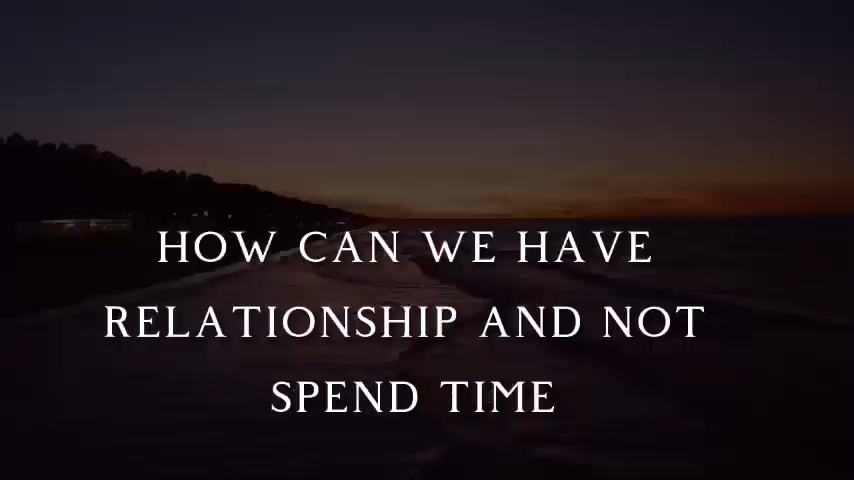 HOW CAN WE HAVE
RELATIONSHIP AND NOT
SPEND TIME